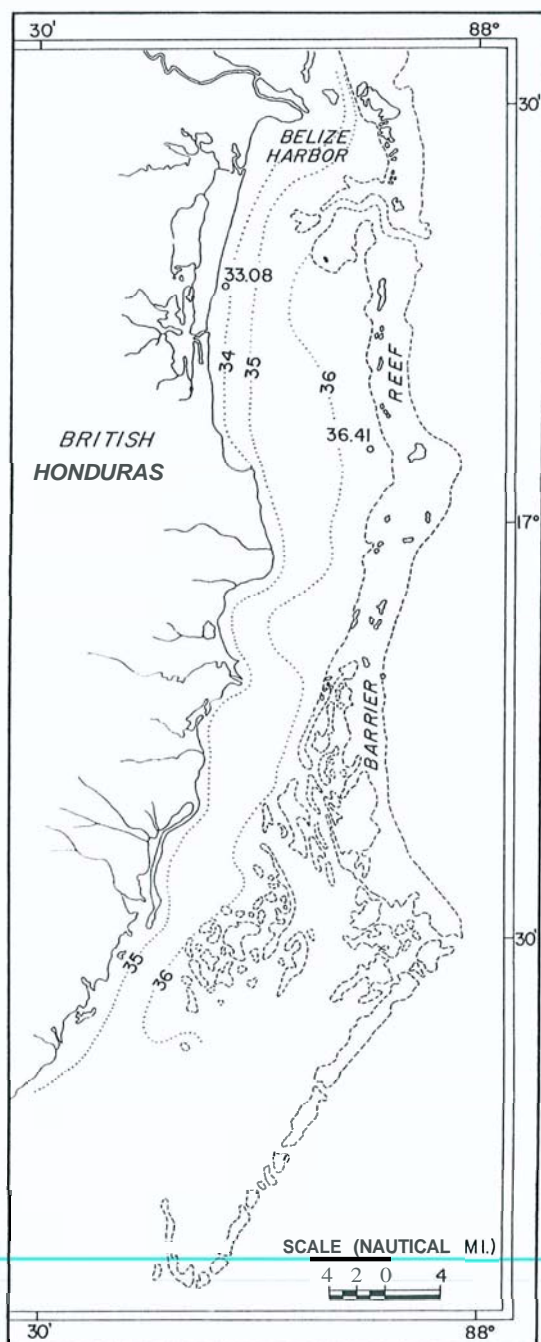 30'
88°
30'
BELIZE
HARBOR
33.08
34
35
36
REEF
36.41
BRITISH
HONDURAS
17°
BARRIER
30'
35
36
SCALE (NAUTICAL MI.)
4 2 0 4
30'
88°